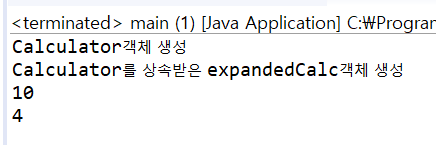 <terminated> main (1) [Java Application] C:₩Program
Calculator객체 생성
Calculator를 상속받은 expandedCalc객체 생성
10
4